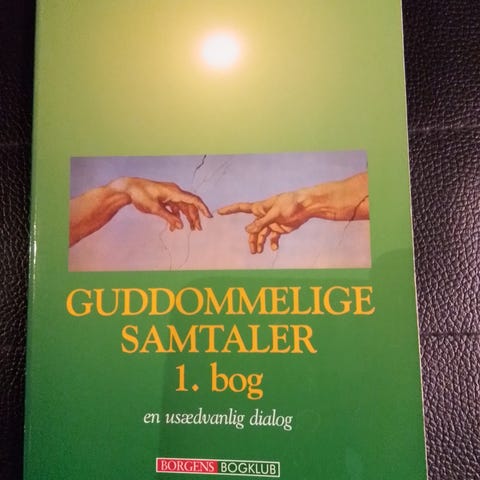 GUDDOMMELIGE
SAMTALER
1. bog
en usædvanlig dialog
BORGENS BOGKLUB